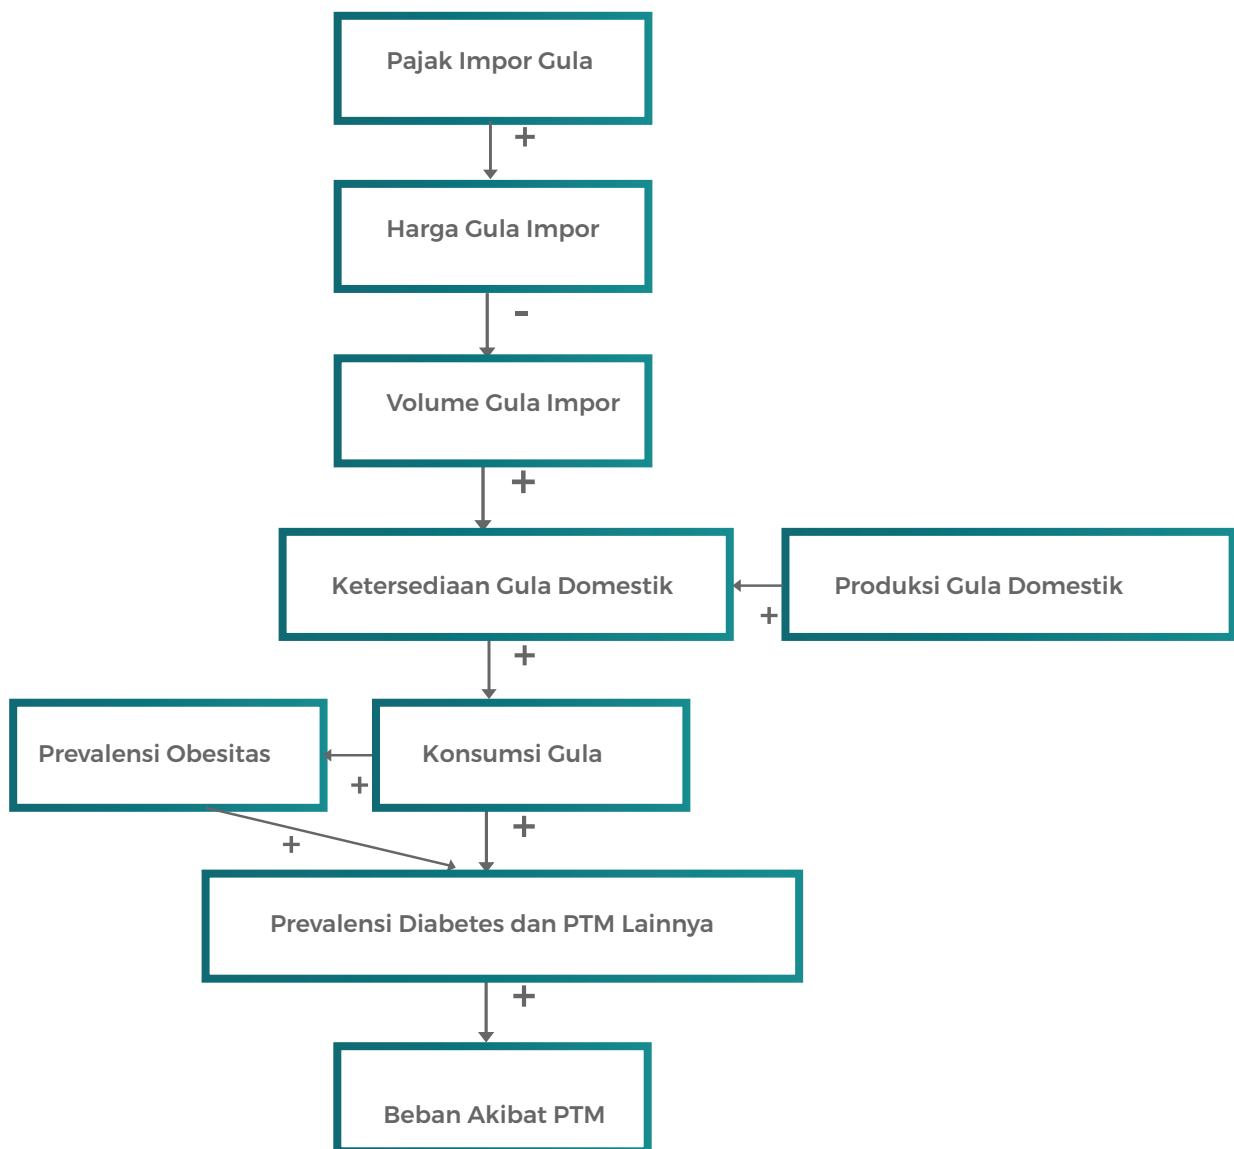 Pajak Impor Gula
+
Harga Gula Impor
-
Volume Gula Impor
+
Ketersediaan Gula Domestik
Produksi Gula Domestik
+
+
Prevalensi Obesitas
Konsumsi Gula
+
+
+
Prevalensi Diabetes dan PTM Lainnya
+
Beban Akibat PTM